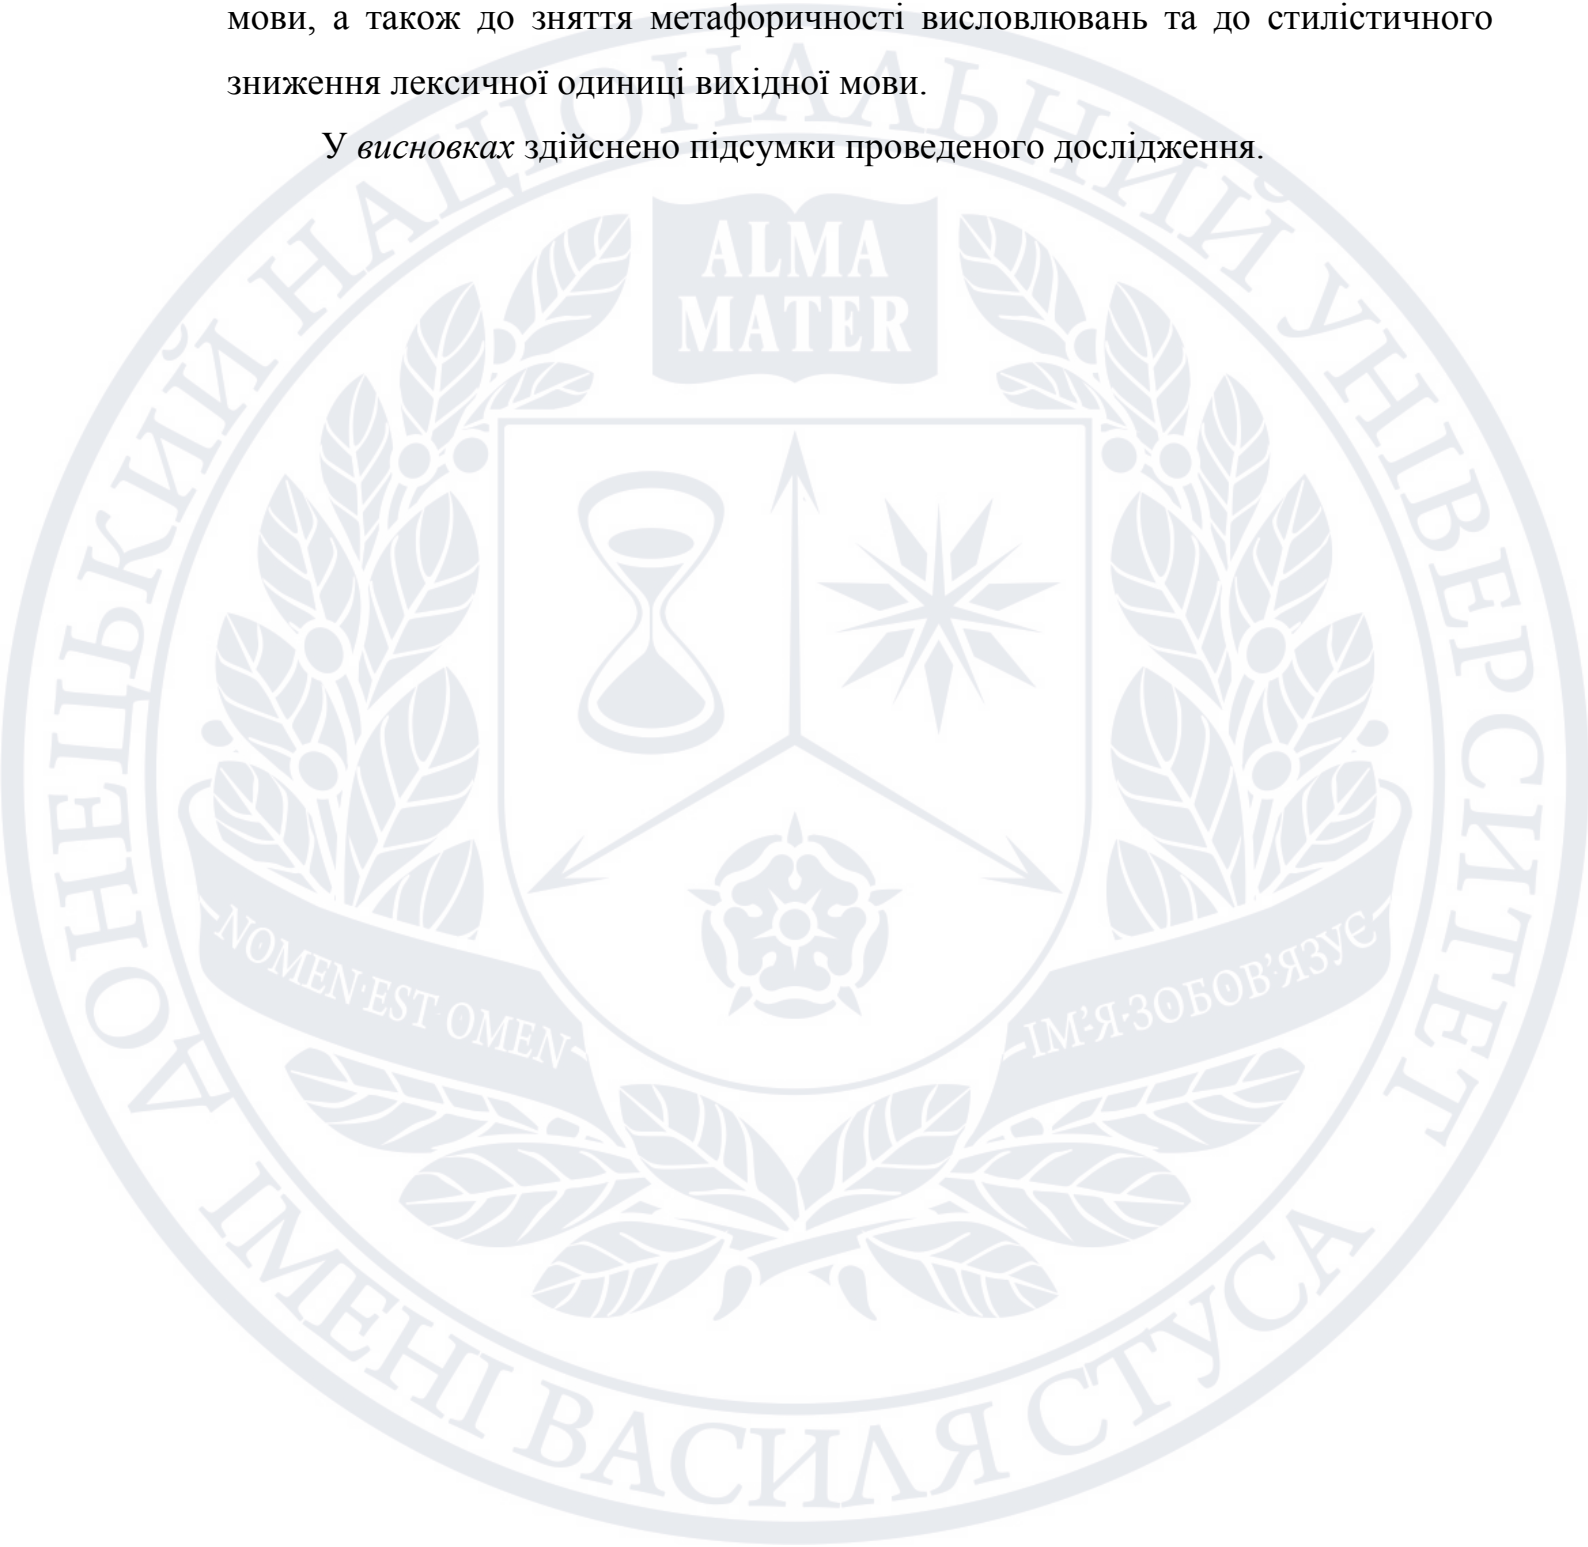 мови, а також до зняття метафоричності висловлювань та до стилістичного
зниження лексичної одиниці вихідної мови.
У висновках здійснено підсумки проведеного дослідження.
ДОНЕЦЬКИЙ НАЦІОНАЛЬНИЙ УНІВЕРСИТЕТ
ALMA
MATER
NOMEN·EST·OMEN
ІМ'Я·ЗОБОВ'ЯЗУЄ
ІМЕНІ ВАСИЛЯ СТУСА